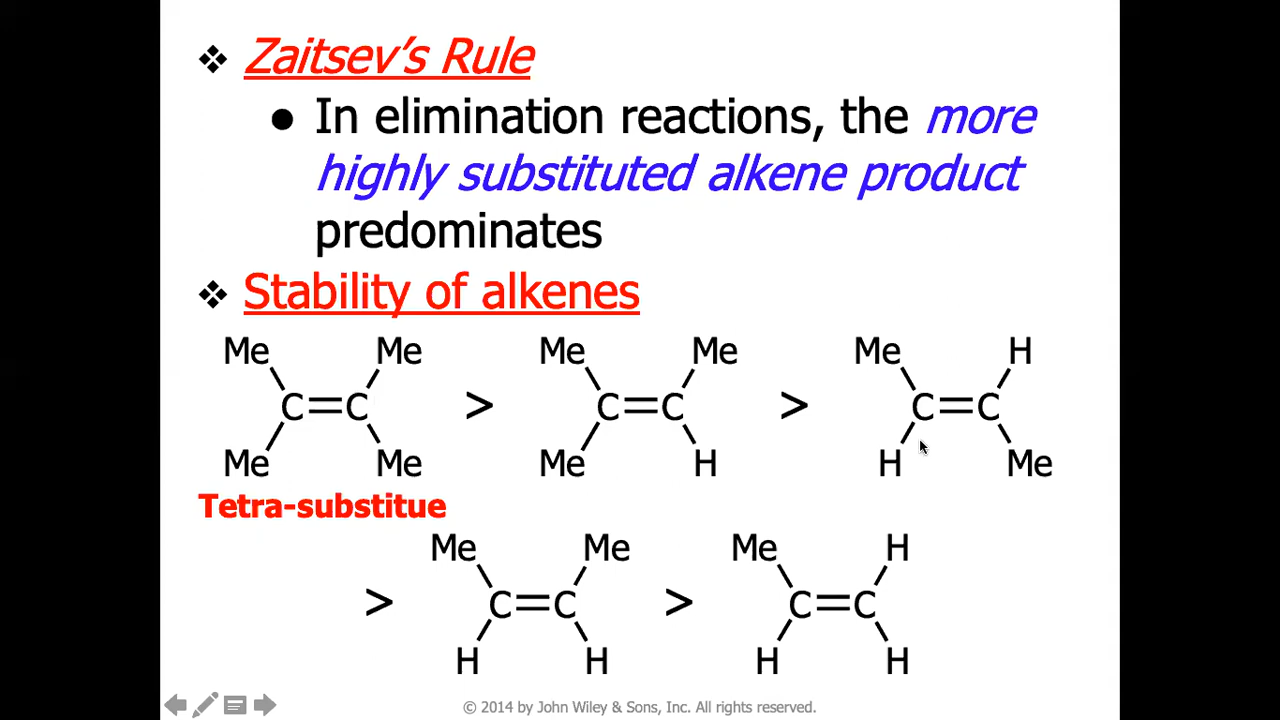 ❖ Zaitsev’s Rule
● In elimination reactions, the more
highly substituted alkene product
predominates
❖ Stability of alkenes
Me Me Me Me Me H
C=C > C=C > C=C
Me Me Me H H Me
Tetra-substitue
Me Me Me H
> C=C > C=C
H H H H
© 2014 by John Wiley & Sons, Inc. All rights reserved.